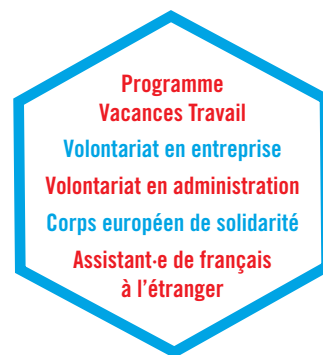 Programme
Vacances Travail
Volontariat en entreprise
Volontariat en administration
Corps européen de solidarité
Assistant·e de français
à l’étranger